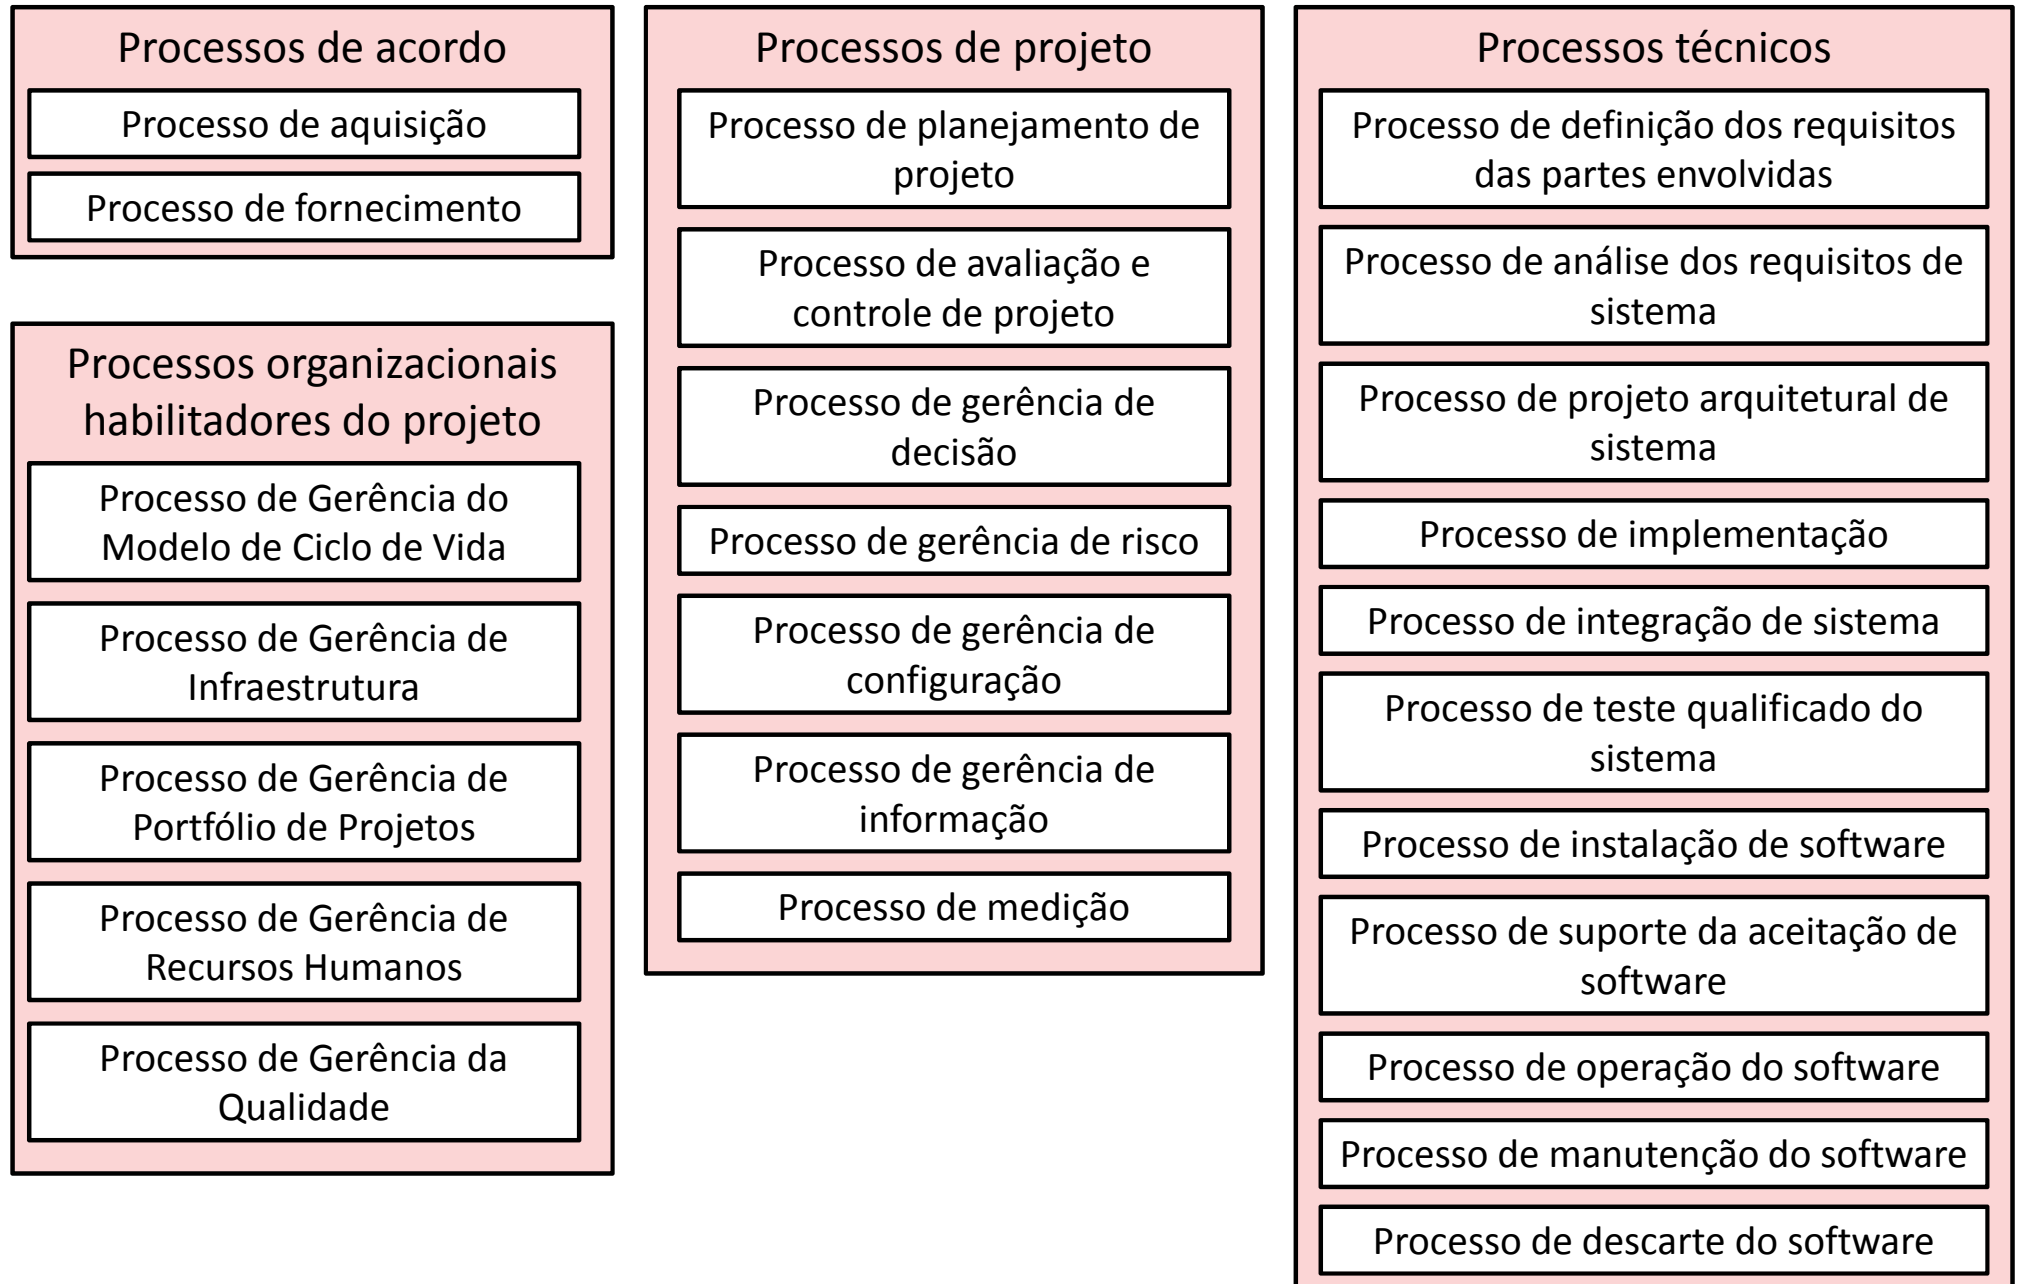 Processos de acordo
Processo de aquisição
Processo de fornecimento
Processos organizacionais
habilitadores do projeto
Processo de Gerência do
Modelo de Ciclo de Vida
Processo de Gerência de
Infraestrutura
Processo de Gerência de
Portfólio de Projetos
Processo de Gerência de
Recursos Humanos
Processo de Gerência da
Qualidade
Processos de projeto
Processo de planejamento de
projeto
Processo de avaliação e
controle de projeto
Processo de gerência de
decisão
Processo de gerência de risco
Processo de gerência de
configuração
Processo de gerência de
informação
Processo de medição
Processos técnicos
Processo de definição dos requisitos
das partes envolvidas
Processo de análise dos requisitos de
sistema
Processo de projeto arquitetural de
sistema
Processo de implementação
Processo de integração de sistema
Processo de teste qualificado do
sistema
Processo de instalação de software
Processo de suporte da aceitação de
software
Processo de operação do software
Processo de manutenção do software
Processo de descarte do software